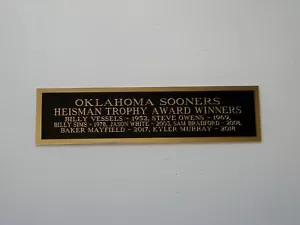 OKLAHOMA SOONERS
HEISMAN TROPHY AWARD WINNERS
BILLY VESSELS - 1952, STEVE OWENS - 1969,
BILLY SIMS - 1978, JASON WHITE - 2003, SAM BRADFORD - 2008,
BAKER MAYFIELD - 2017, KYLER MURRAY - 2018